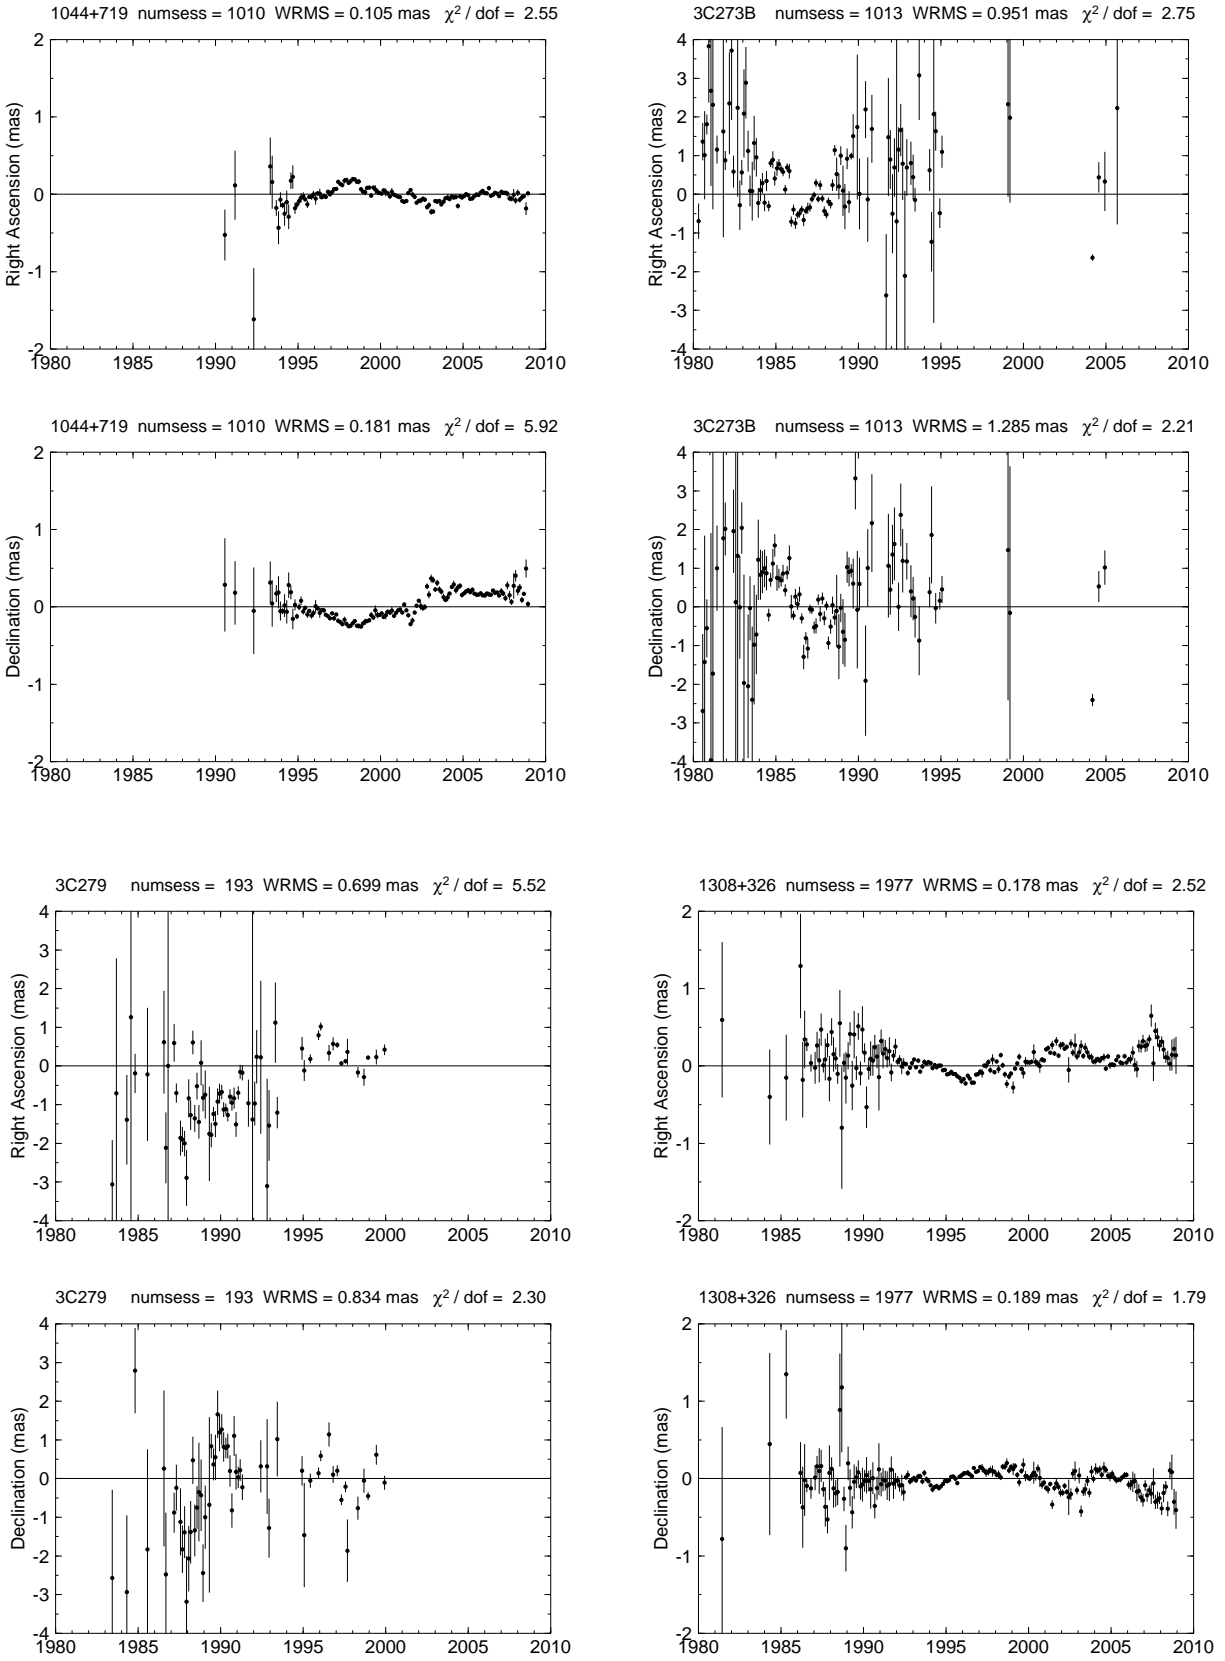 1044+719 numsess = 1010 WRMS = 0.105 mas χ² / dof = 2.55
Right Ascension (mas)
2
1
0
-1
-2
1980 1985 1990 1995 2000 2005 2010
3C273B numsess = 1013 WRMS = 0.951 mas χ² / dof = 2.75
Right Ascension (mas)
4
3
2
1
0
-1
-2
-3
-4
1980 1985 1990 1995 2000 2005 2010
1044+719 numsess = 1010 WRMS = 0.181 mas χ² / dof = 5.92
Declination (mas)
2
1
0
-1
-2
1980 1985 1990 1995 2000 2005 2010
3C273B numsess = 1013 WRMS = 1.285 mas χ² / dof = 2.21
Declination (mas)
4
3
2
1
0
-1
-2
-3
-4
1980 1985 1990 1995 2000 2005 2010
3C279 numsess = 193 WRMS = 0.699 mas χ² / dof = 5.52
Right Ascension (mas)
4
3
2
1
0
-1
-2
-3
-4
1980 1985 1990 1995 2000 2005 2010
1308+326 numsess = 1977 WRMS = 0.178 mas χ² / dof = 2.52
Right Ascension (mas)
2
1
0
-1
-2
1980 1985 1990 1995 2000 2005 2010
3C279 numsess = 193 WRMS = 0.834 mas χ² / dof = 2.30
Declination (mas)
4
3
2
1
0
-1
-2
-3
-4
1980 1985 1990 1995 2000 2005 2010
1308+326 numsess = 1977 WRMS = 0.189 mas χ² / dof = 1.79
Declination (mas)
2
1
0
-1
-2
1980 1985 1990 1995 2000 2005 2010